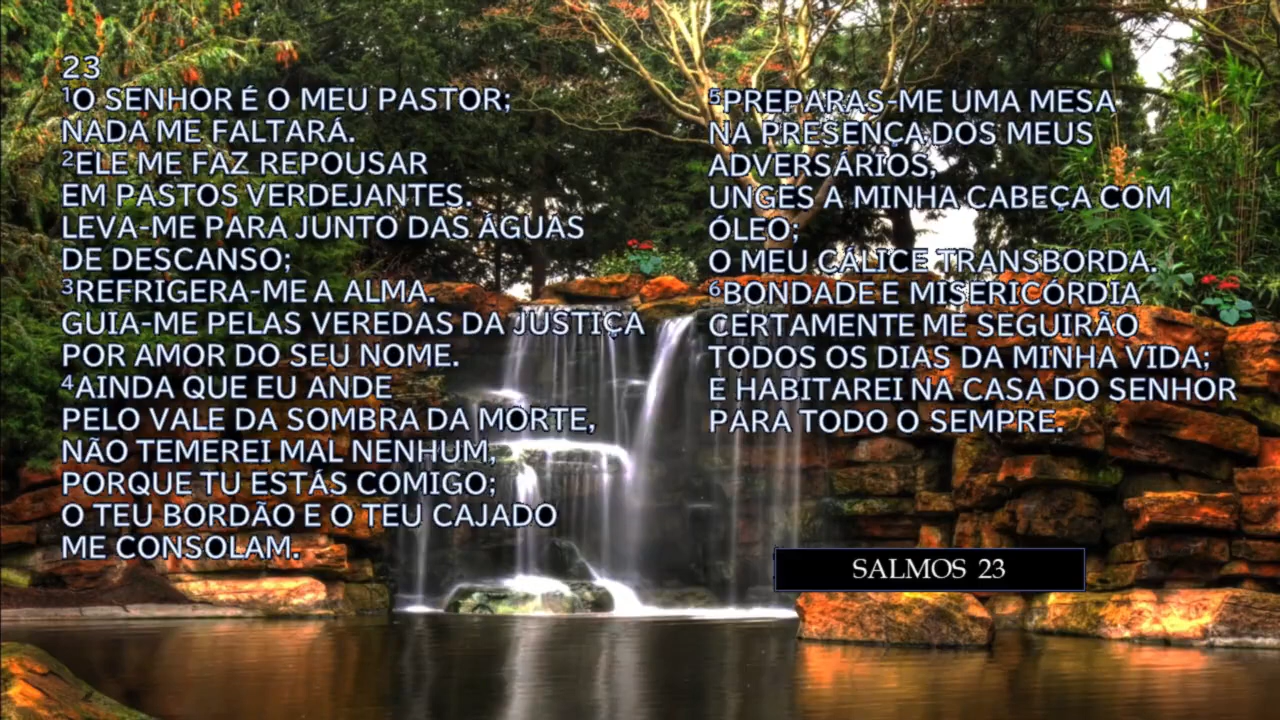 23
¹O SENHOR É O MEU PASTOR;
NADA ME FALTARÁ.
²ELE ME FAZ REPOUSAR
EM PASTOS VERDEJANTES.
LEVA-ME PARA JUNTO DAS ÁGUAS
DE DESCANSO;
³REFRIGERA-ME A ALMA.
GUIA-ME PELAS VEREDAS DA JUSTIÇA
POR AMOR DO SEU NOME.
⁴AINDA QUE EU ANDE
PELO VALE DA SOMBRA DA MORTE,
NÃO TEMEREI MAL NENHUM,
PORQUE TU ESTÁS COMIGO;
O TEU BORDÃO E O TEU CAJADO
ME CONSOLAM.
⁵PREPARAS-ME UMA MESA
NA PRESENÇA DOS MEUS
ADVERSÁRIOS,
UNGES A MINHA CABEÇA COM
ÓLEO;
O MEU CÁLICE TRANSBORDA.
⁶BONDADE E MISERICÓRDIA
CERTAMENTE ME SEGUIRÃO
TODOS OS DIAS DA MINHA VIDA;
E HABITAREI NA CASA DO SENHOR
PARA TODO O SEMPRE.
SALMOS 23